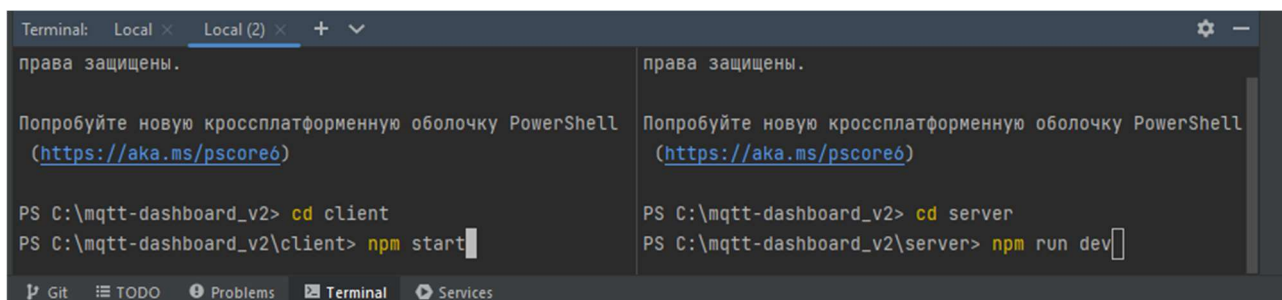 Terminal: Local × Local (2) × + ∨
права защищены.
Попробуйте новую кроссплатформенную оболочку PowerShell
(https://aka.ms/pscore6)
PS C:\mqtt-dashboard_v2> cd client
PS C:\mqtt-dashboard_v2\client> npm start
права защищены.
Попробуйте новую кроссплатформенную оболочку PowerShell
(https://aka.ms/pscore6)
PS C:\mqtt-dashboard_v2> cd server
PS C:\mqtt-dashboard_v2\server> npm run dev
Git TODO Problems Terminal Services